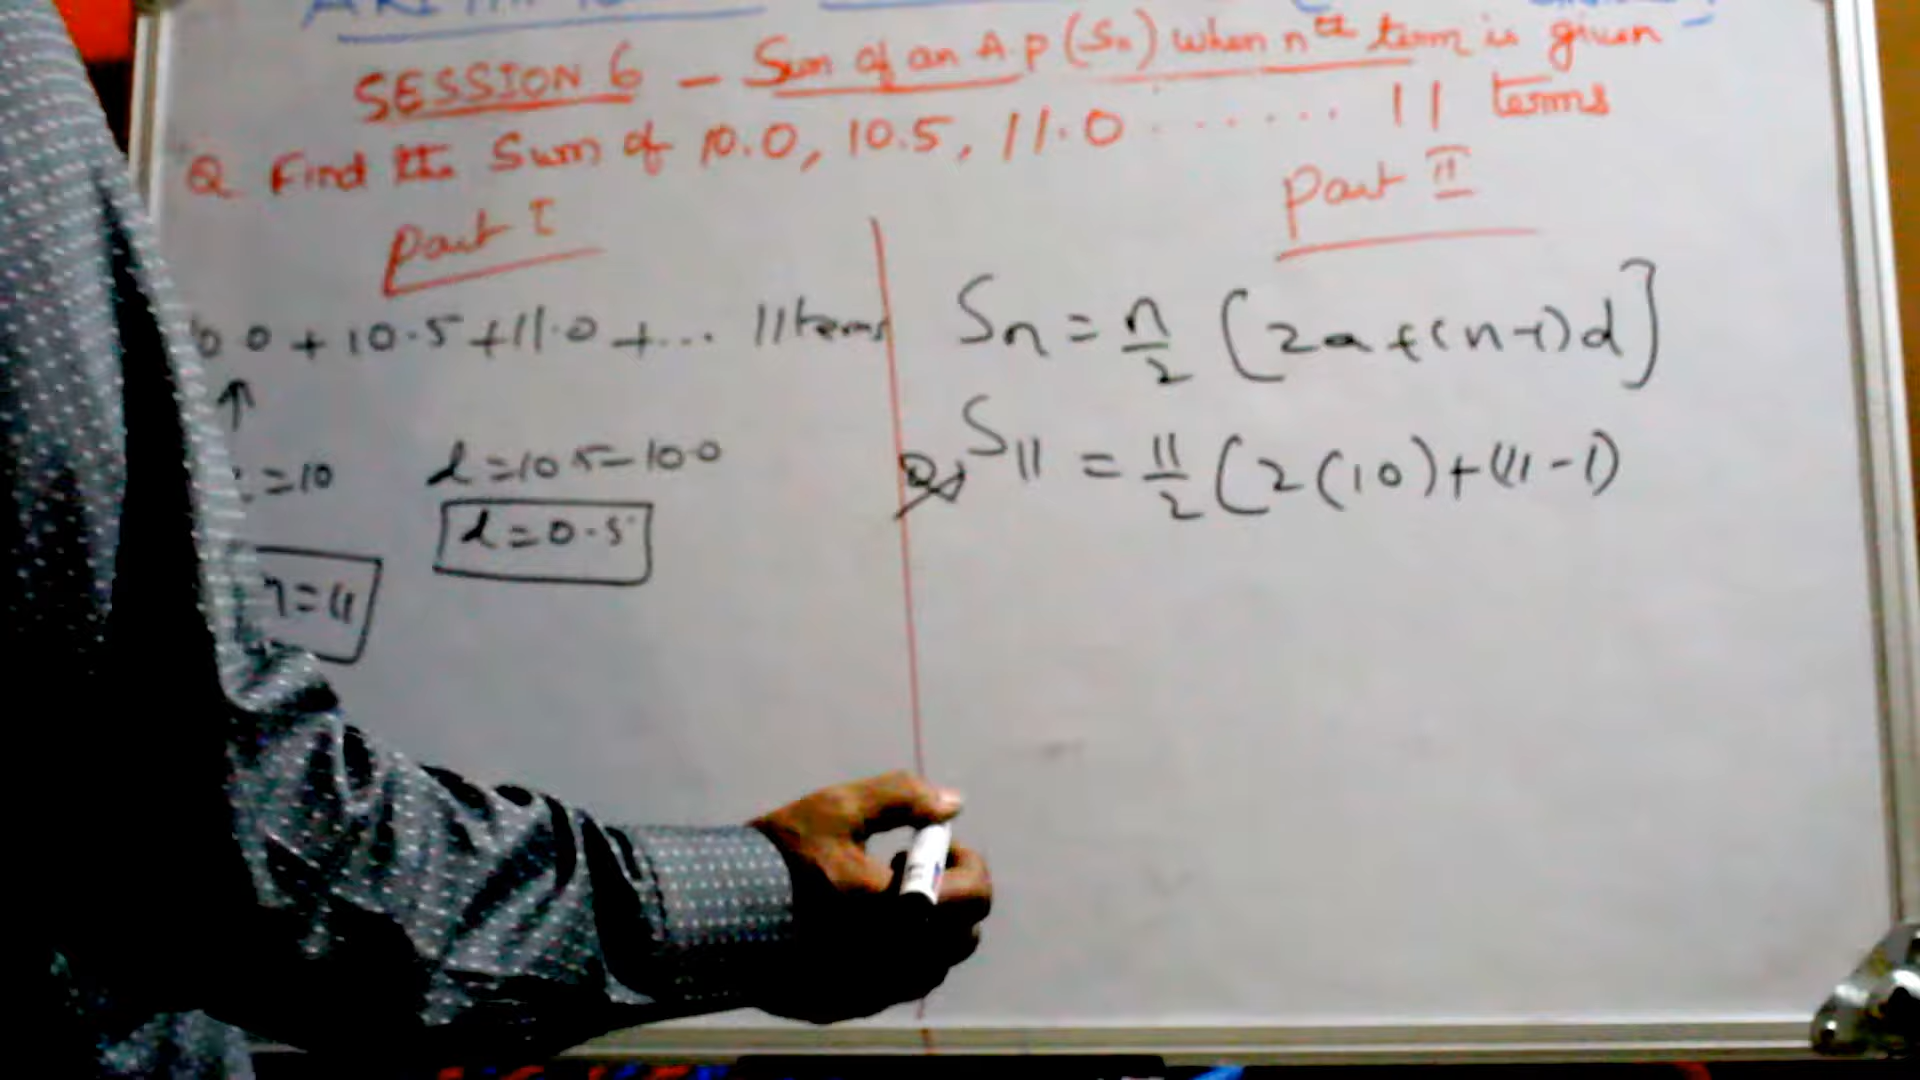 SESSION 6 - Sum of an A.P (Sn) when nth term is given
Q Find the Sum of 10.0, 10.5, 11.0 ....... 11 terms
Part I
0.0 + 10.5 + 11.0 + ... 11 terms
↑
= 10 d = 10.5 - 10.0
d = 0.5
n = 11
Part II
Sn = n/2 [2a + (n-1)d]
S11 = 11/2 (2(10) + (11-1)